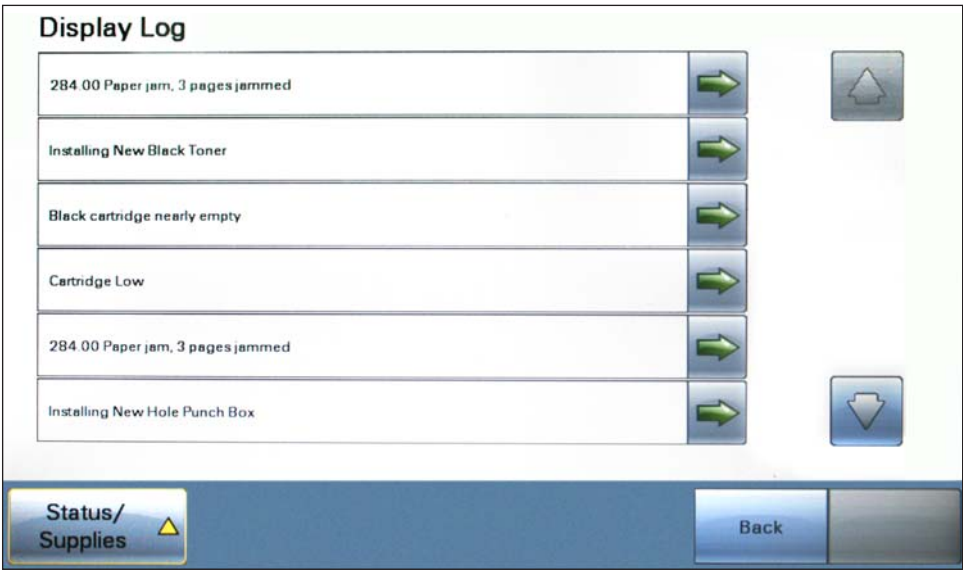 Display Log
284.00 Paper jam, 3 pages jammed
Installing New Black Toner
Black cartridge nearly empty
Cartridge Low
284.00 Paper jam, 3 pages jammed
Installing New Hole Punch Box
Status/
Supplies
Back